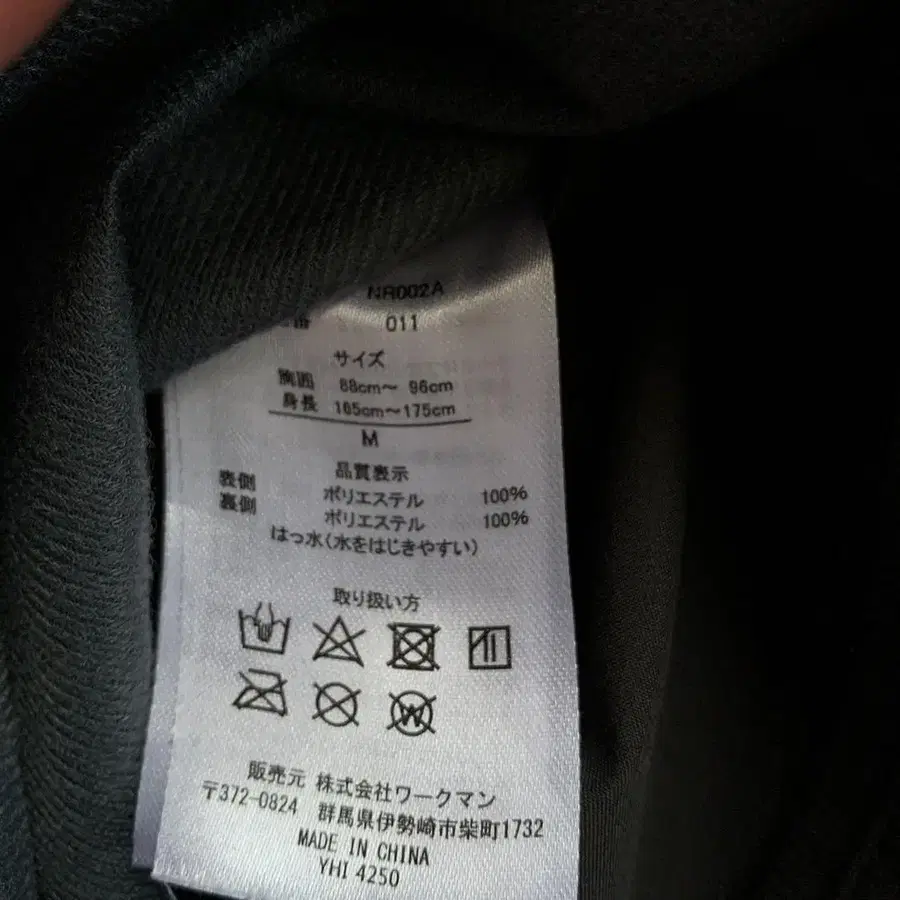 NR002A
番 011
サイズ
胸囲 88cm～ 96cm
身長 165cm～175cm
M
品質表示
表側 ポリエステル 100%
裏側 ポリエステル 100%
はっ水(水をはじきやすい)
取り扱い方
W
販売元 株式会社ワークマン
〒372-0824 群馬県伊勢崎市柴町1732
MADE IN CHINA
YHI 4250